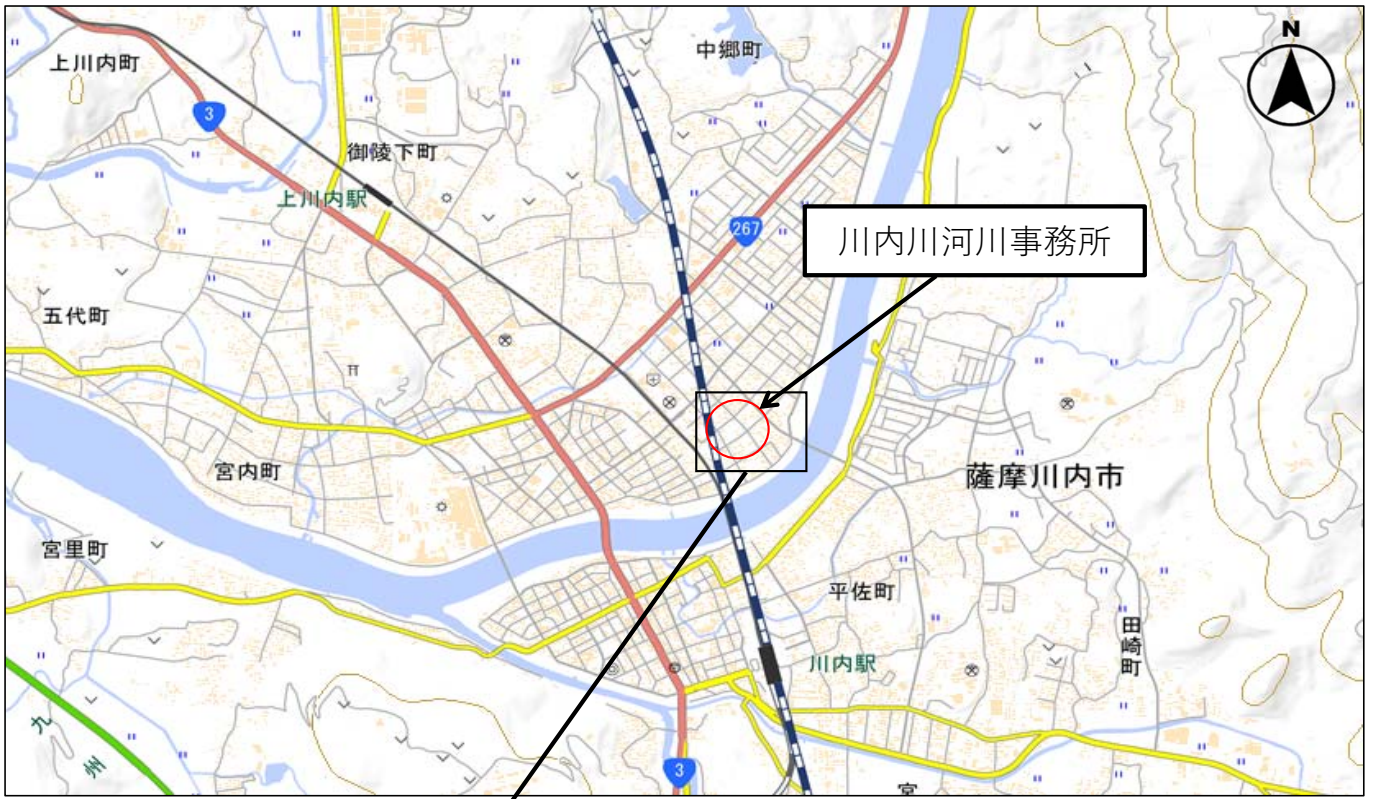 上川内町
中郷町
N
3
御陵下町
上川内駅
267
川内川河川事務所
五代町
宮内町
薩摩川内市
宮里町
平佐町
田崎町
川内駅
九州
3
宮